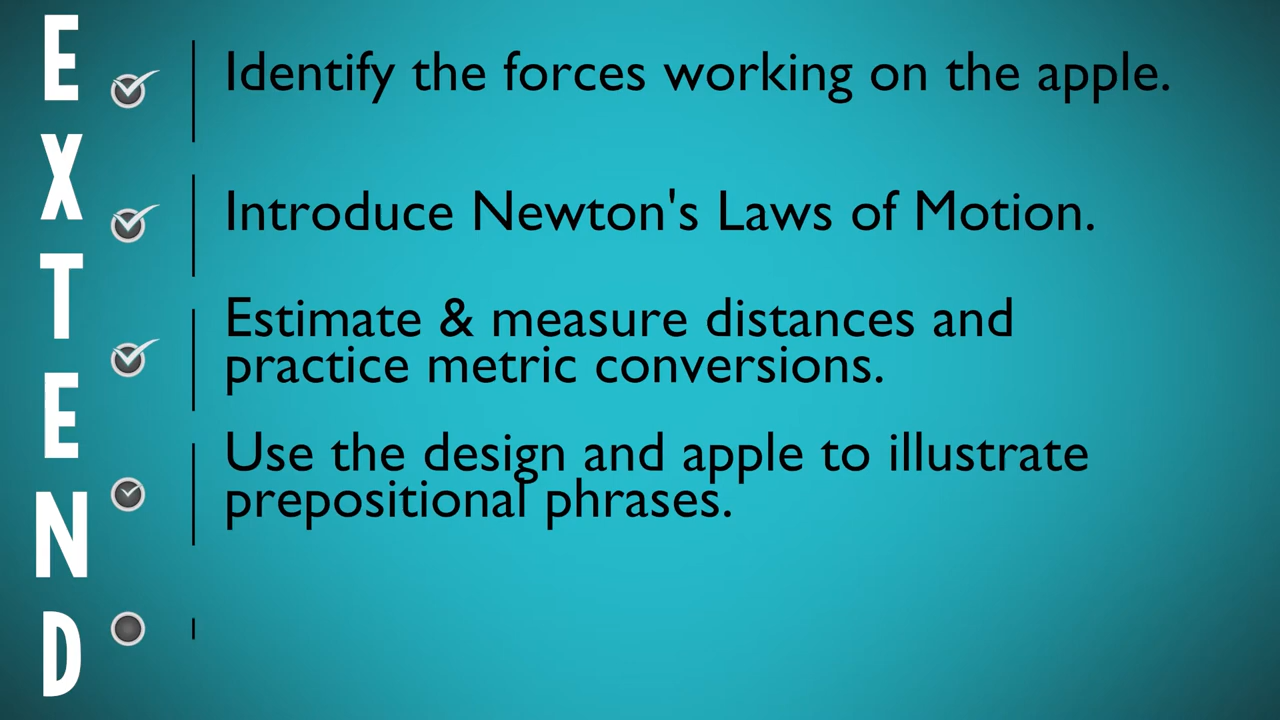 EXTEND
Identify the forces working on the apple.
Introduce Newton's Laws of Motion.
Estimate & measure distances and
practice metric conversions.
Use the design and apple to illustrate
prepositional phrases.